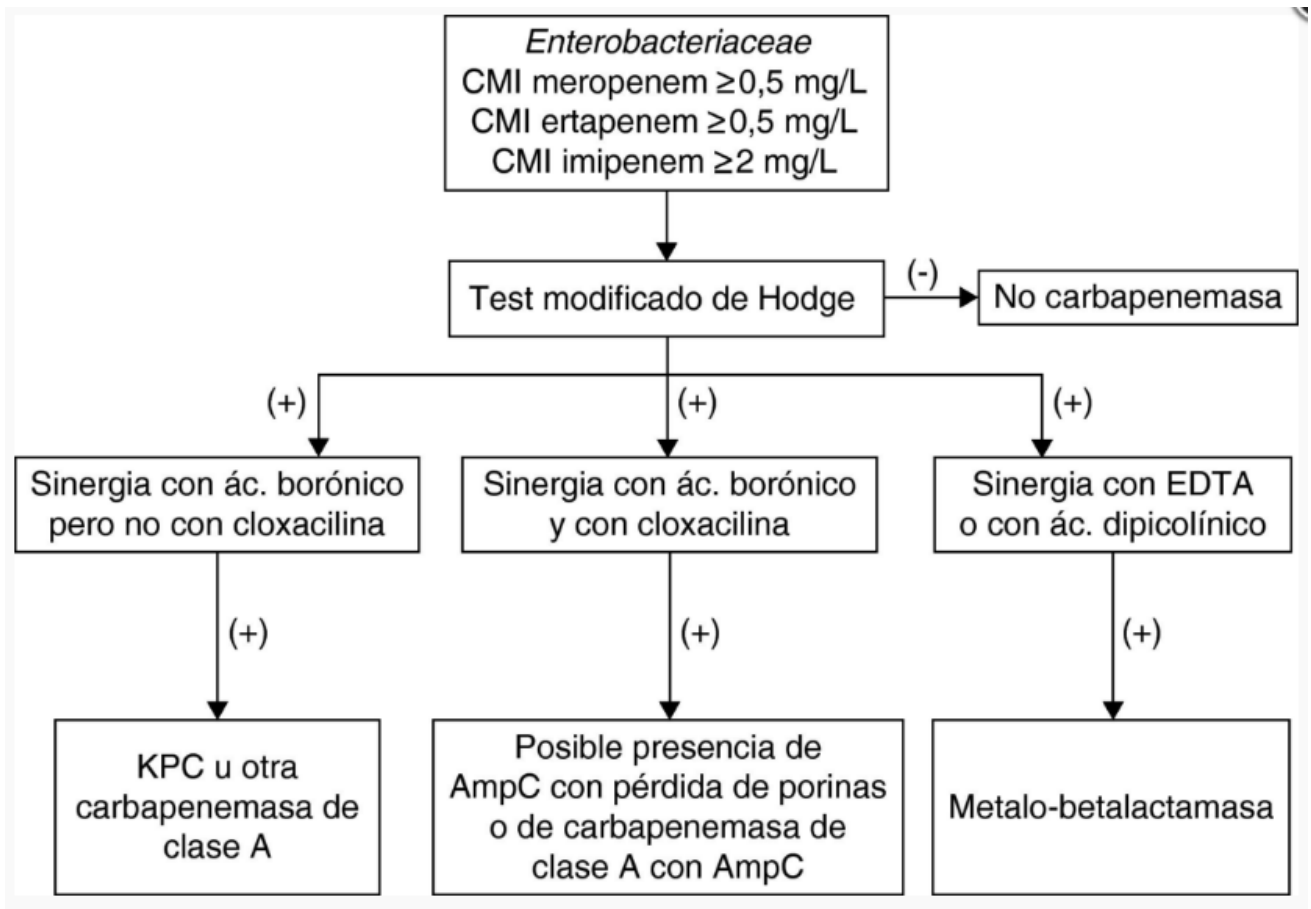 Enterobacteriaceae
CMI meropenem ≥0,5 mg/L
CMI ertapenem ≥0,5 mg/L
CMI imipenem ≥2 mg/L
Test modificado de Hodge
(-)
No carbapenemasa
(+)
(+)
(+)
Sinergia con ác. borónico
pero no con cloxacilina
Sinergia con ác. borónico
y con cloxacilina
Sinergia con EDTA
o con ác. dipicolínico
(+)
(+)
(+)
KPC u otra
carbapenemasa de
clase A
Posible presencia de
AmpC con pérdida de porinas
o de carbapenemasa de
clase A con AmpC
Metalo-betalactamasa